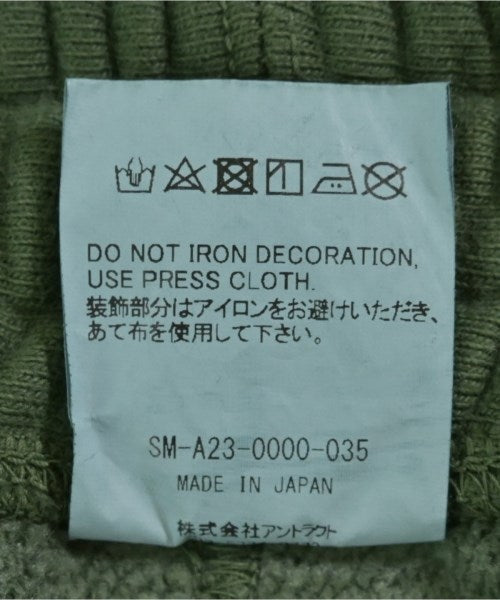 DO NOT IRON DECORATION,
USE PRESS CLOTH.
装飾部分はアイロンをお避けいただき、
あて布を使用して下さい。
SM-A23-0000-035
MADE IN JAPAN
株式会社アントラクト